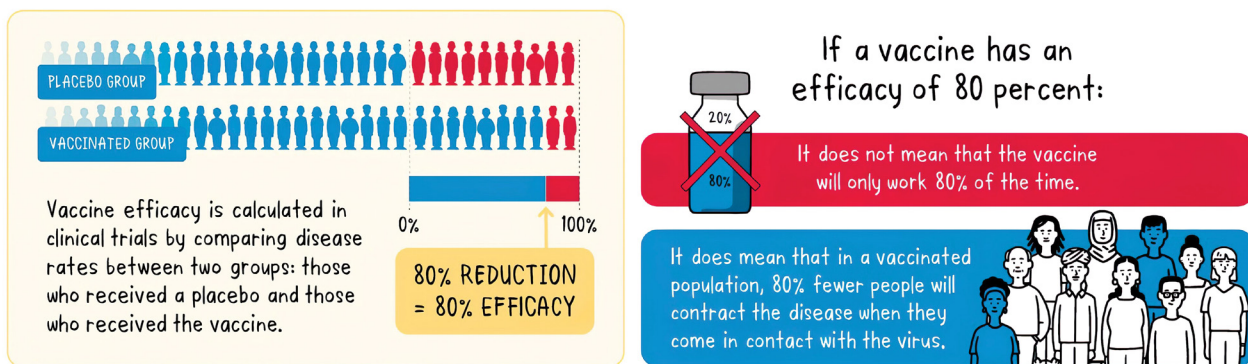 PLACEBO GROUP
VACCINATED GROUP
0%
100%
80% REDUCTION
= 80% EFFICACY
Vaccine efficacy is calculated in
clinical trials by comparing disease
rates between two groups: those
who received a placebo and those
who received the vaccine.
If a vaccine has an
efficacy of 80 percent:
20%
80%
It does not mean that the vaccine
will only work 80% of the time.
It does mean that in a vaccinated
population, 80% fewer people will
contract the disease when they
come in contact with the virus.